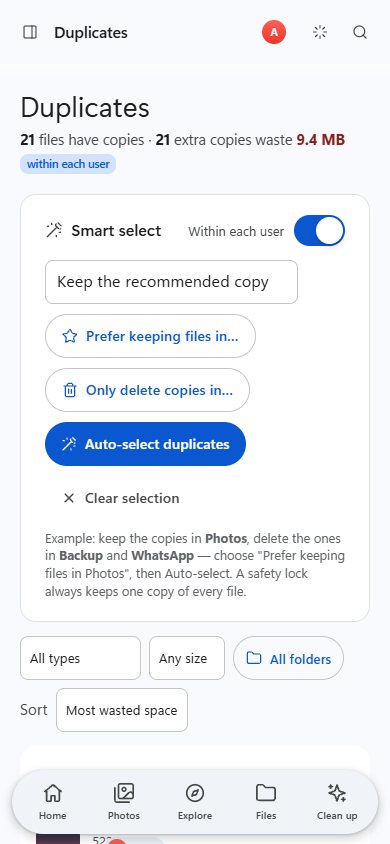 Duplicates
A
Duplicates
21 files have copies · 21 extra copies waste 9.4 MB
within each user
Smart select
Within each user
Keep the recommended copy
Prefer keeping files in...
Only delete copies in...
Auto-select duplicates
Clear selection
Example: keep the copies in Photos, delete the ones
in Backup and WhatsApp — choose "Prefer keeping
files in Photos", then Auto-select. A safety lock
always keeps one copy of every file.
All types
Any size
All folders
Sort
Most wasted space
Home
Photos
Explore
Files
Clean up